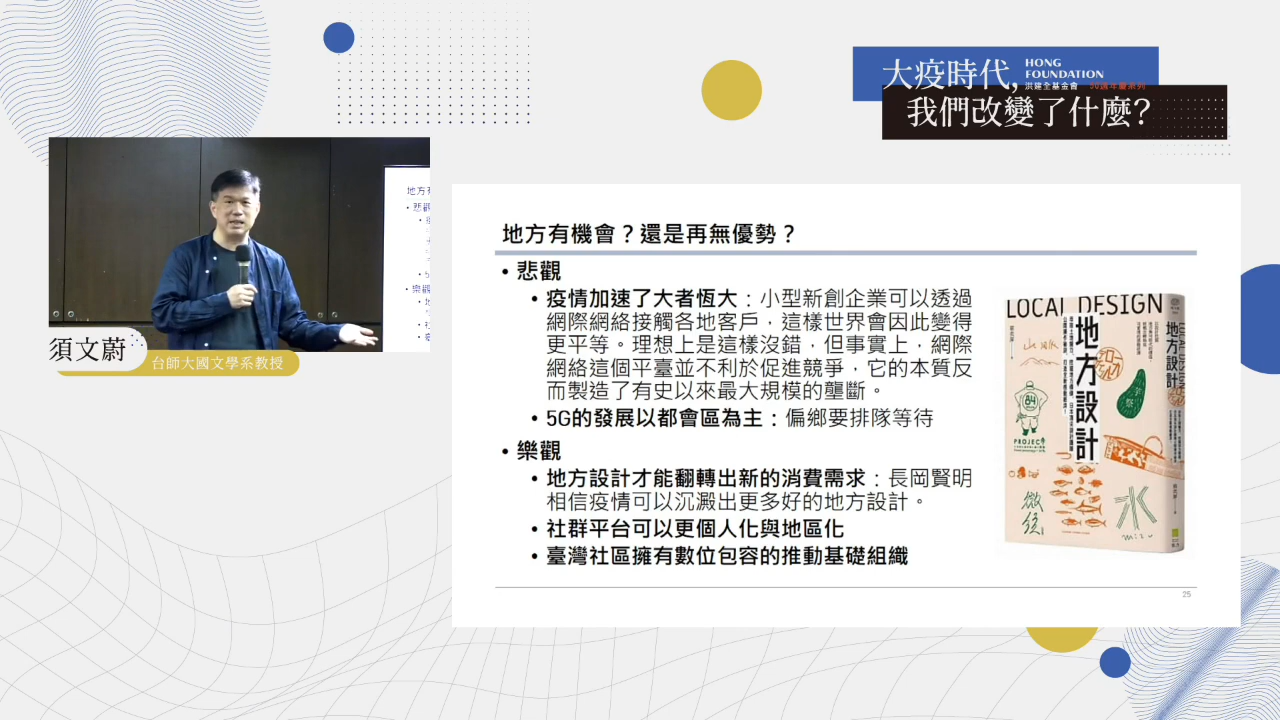 大疫時代,
HONG
FOUNDATION
洪建全基金會 50週年慶系列
我們改變了什麼?
須文蔚
台師大國文學系教授
地方有機會？還是再無優勢？
• 悲觀
• 疫情加速了大者恆大：小型新創企業可以透過
網際網絡接觸各地客戶，這樣世界會因此變得
更平等。理想上是這樣沒錯，但事實上，網際
網絡這個平臺並不利於促進競爭，它的本質反
而製造了有史以來最大規模的壟斷。
• 5G的發展以都會區為主：偏鄉要排隊等待
• 樂觀
• 地方設計才能翻轉出新的消費需求：長岡賢明
相信疫情可以沉澱出更多好的地方設計。
• 社群平台可以更個人化與地區化
• 臺灣社區擁有數位包容的推動基礎組織
LOCAL DESIGN
地方設計
84
PROJEC
水
地方設計
25